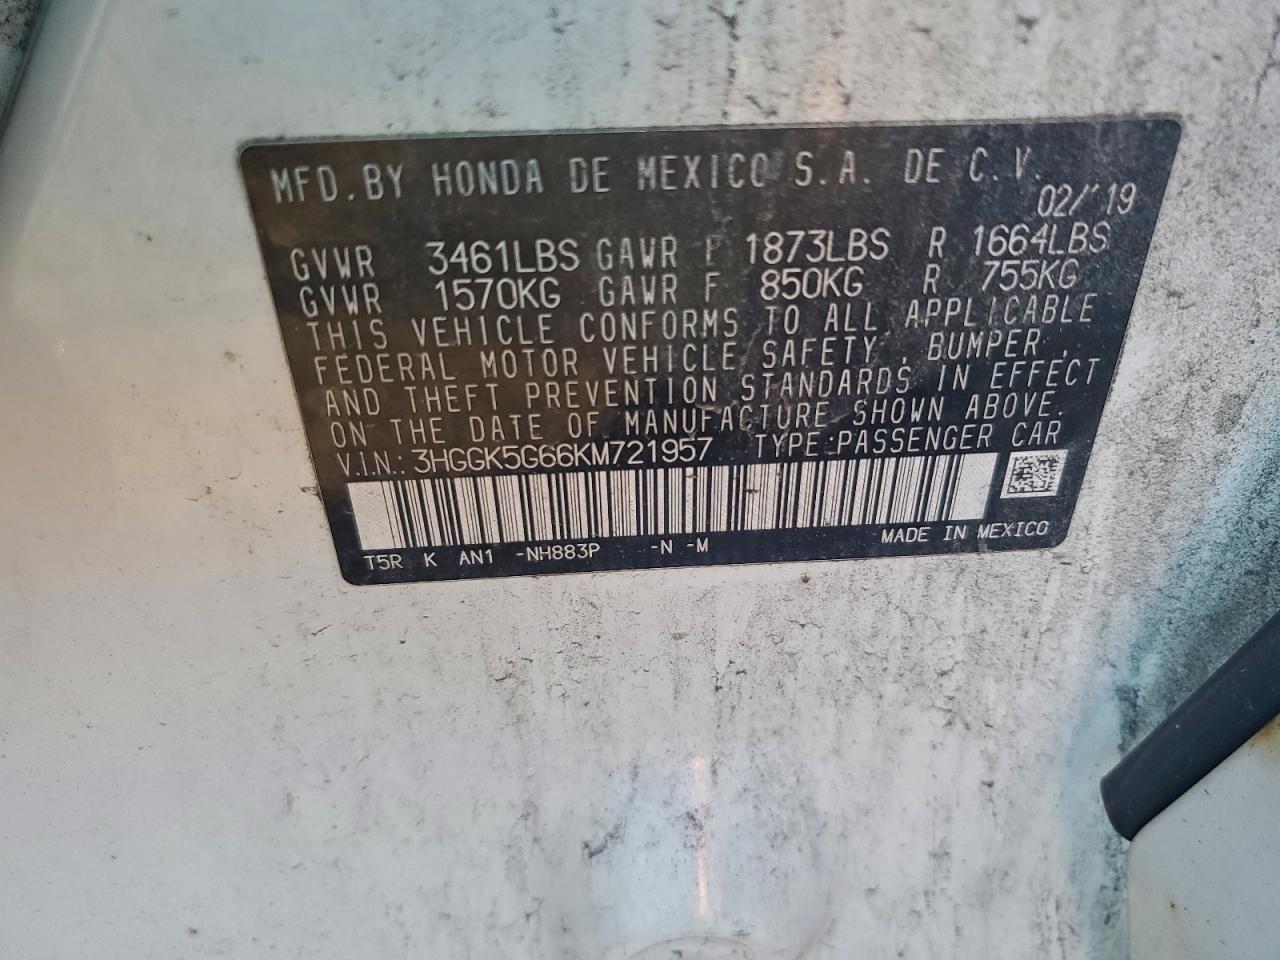 MFD.BY HONDA DE MEXICO S.A. DE C.V.
02/'19
GVWR 3461LBS GAWR F 1873LBS R 1664LBS
GVWR 1570KG GAWR F 850KG R 755KG
THIS VEHICLE CONFORMS TO ALL APPLICABLE
FEDERAL MOTOR VEHICLE SAFETY, BUMPER,
AND THEFT PREVENTION STANDARDS IN EFFECT
ON THE DATE OF MANUFACTURE SHOWN ABOVE.
V.I.N.: 3HGGK5G66KM721957 TYPE:PASSENGER CAR
T5R K AN1 -NH883P -N -M MADE IN MEXICO